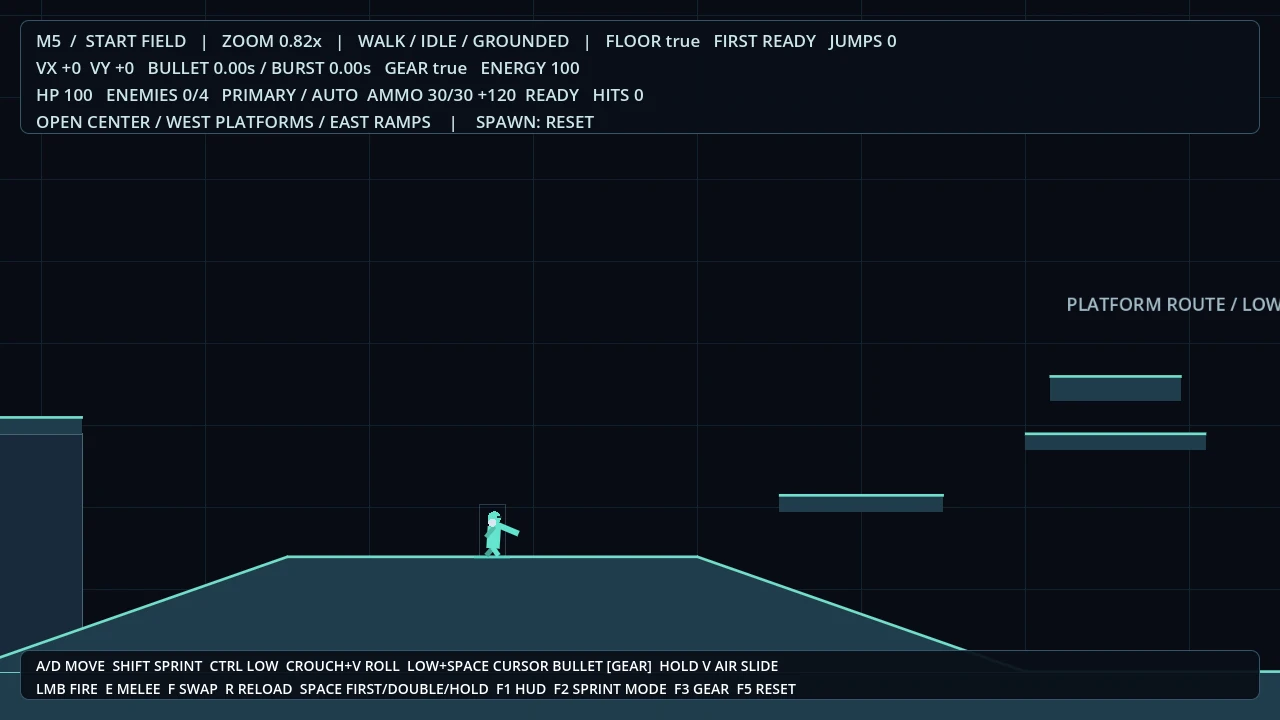 M5 / START FIELD | ZOOM 0.82x | WALK / IDLE / GROUNDED | FLOOR true FIRST READY JUMPS 0
VX +0 VY +0 BULLET 0.00s / BURST 0.00s GEAR true ENERGY 100
HP 100 ENEMIES 0/4 PRIMARY / AUTO AMMO 30/30 +120 READY HITS 0
OPEN CENTER / WEST PLATFORMS / EAST RAMPS | SPAWN: RESET
PLATFORM ROUTE / LOW
A/D MOVE SHIFT SPRINT CTRL LOW CROUCH+V ROLL LOW+SPACE CURSOR BULLET [GEAR] HOLD V AIR SLIDE
LMB FIRE E MELEE F SWAP R RELOAD SPACE FIRST/DOUBLE/HOLD F1 HUD F2 SPRINT MODE F3 GEAR F5 RESET